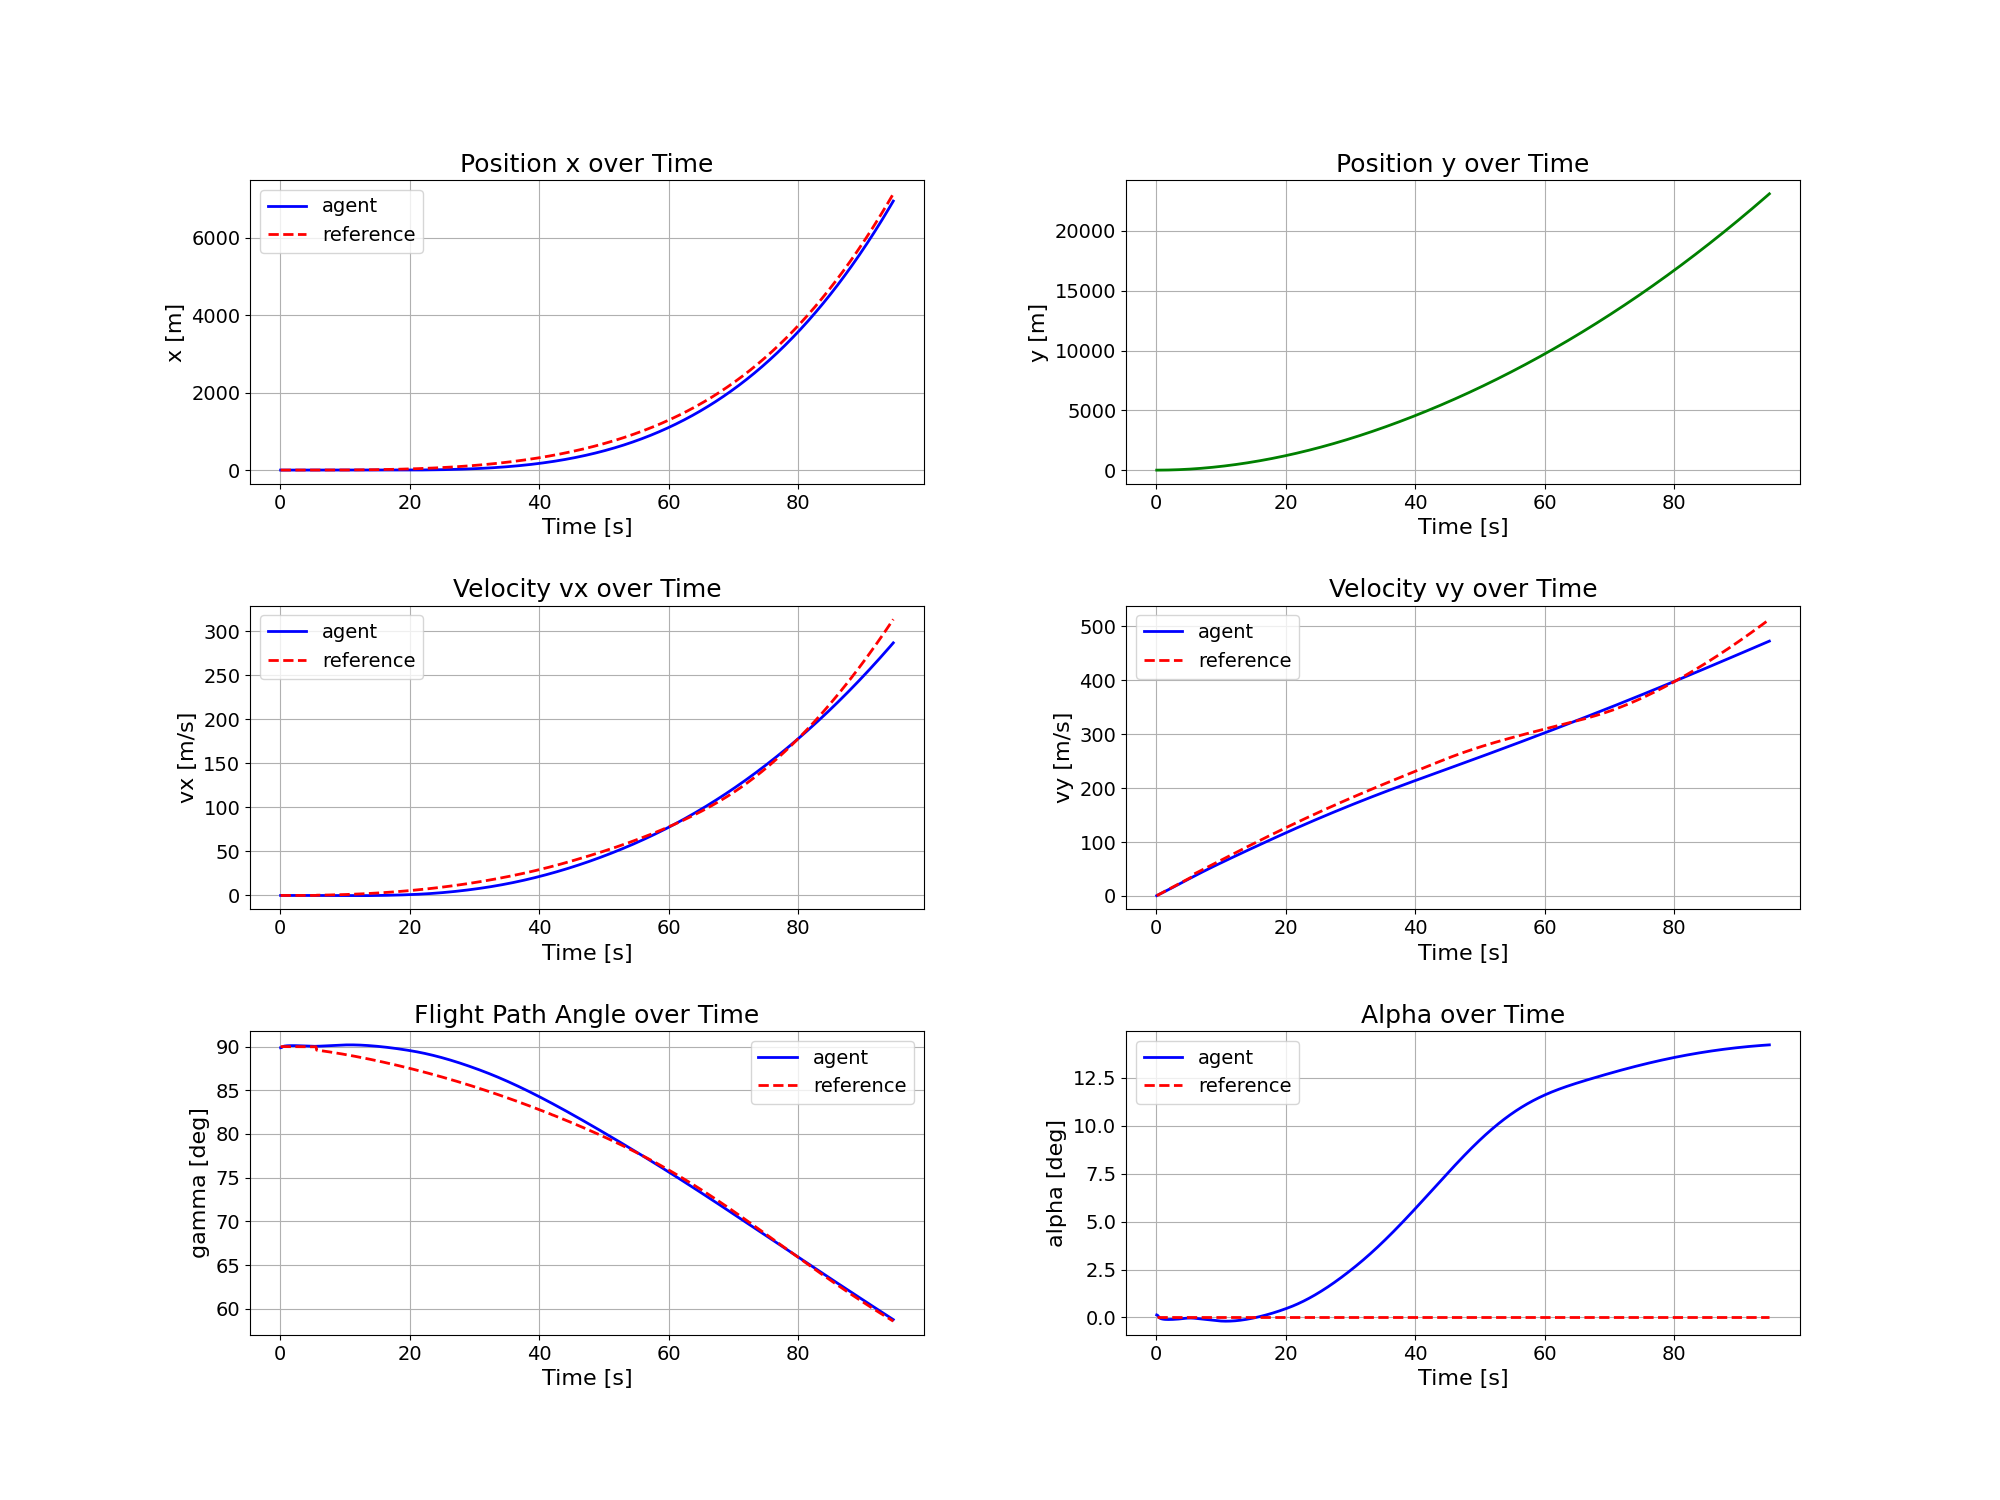 Position x over Time
agent
reference
x [m]
6000
4000
2000
0
0 20 40 60 80
Time [s]
Position y over Time
y [m]
20000
15000
10000
5000
0
0 20 40 60 80
Time [s]
Velocity vx over Time
agent
reference
vx [m/s]
300
250
200
150
100
50
0
0 20 40 60 80
Time [s]
Velocity vy over Time
agent
reference
vy [m/s]
500
400
300
200
100
0
0 20 40 60 80
Time [s]
Flight Path Angle over Time
agent
reference
gamma [deg]
90
85
80
75
70
65
60
0 20 40 60 80
Time [s]
Alpha over Time
agent
reference
alpha [deg]
12.5
10.0
7.5
5.0
2.5
0.0
0 20 40 60 80
Time [s]